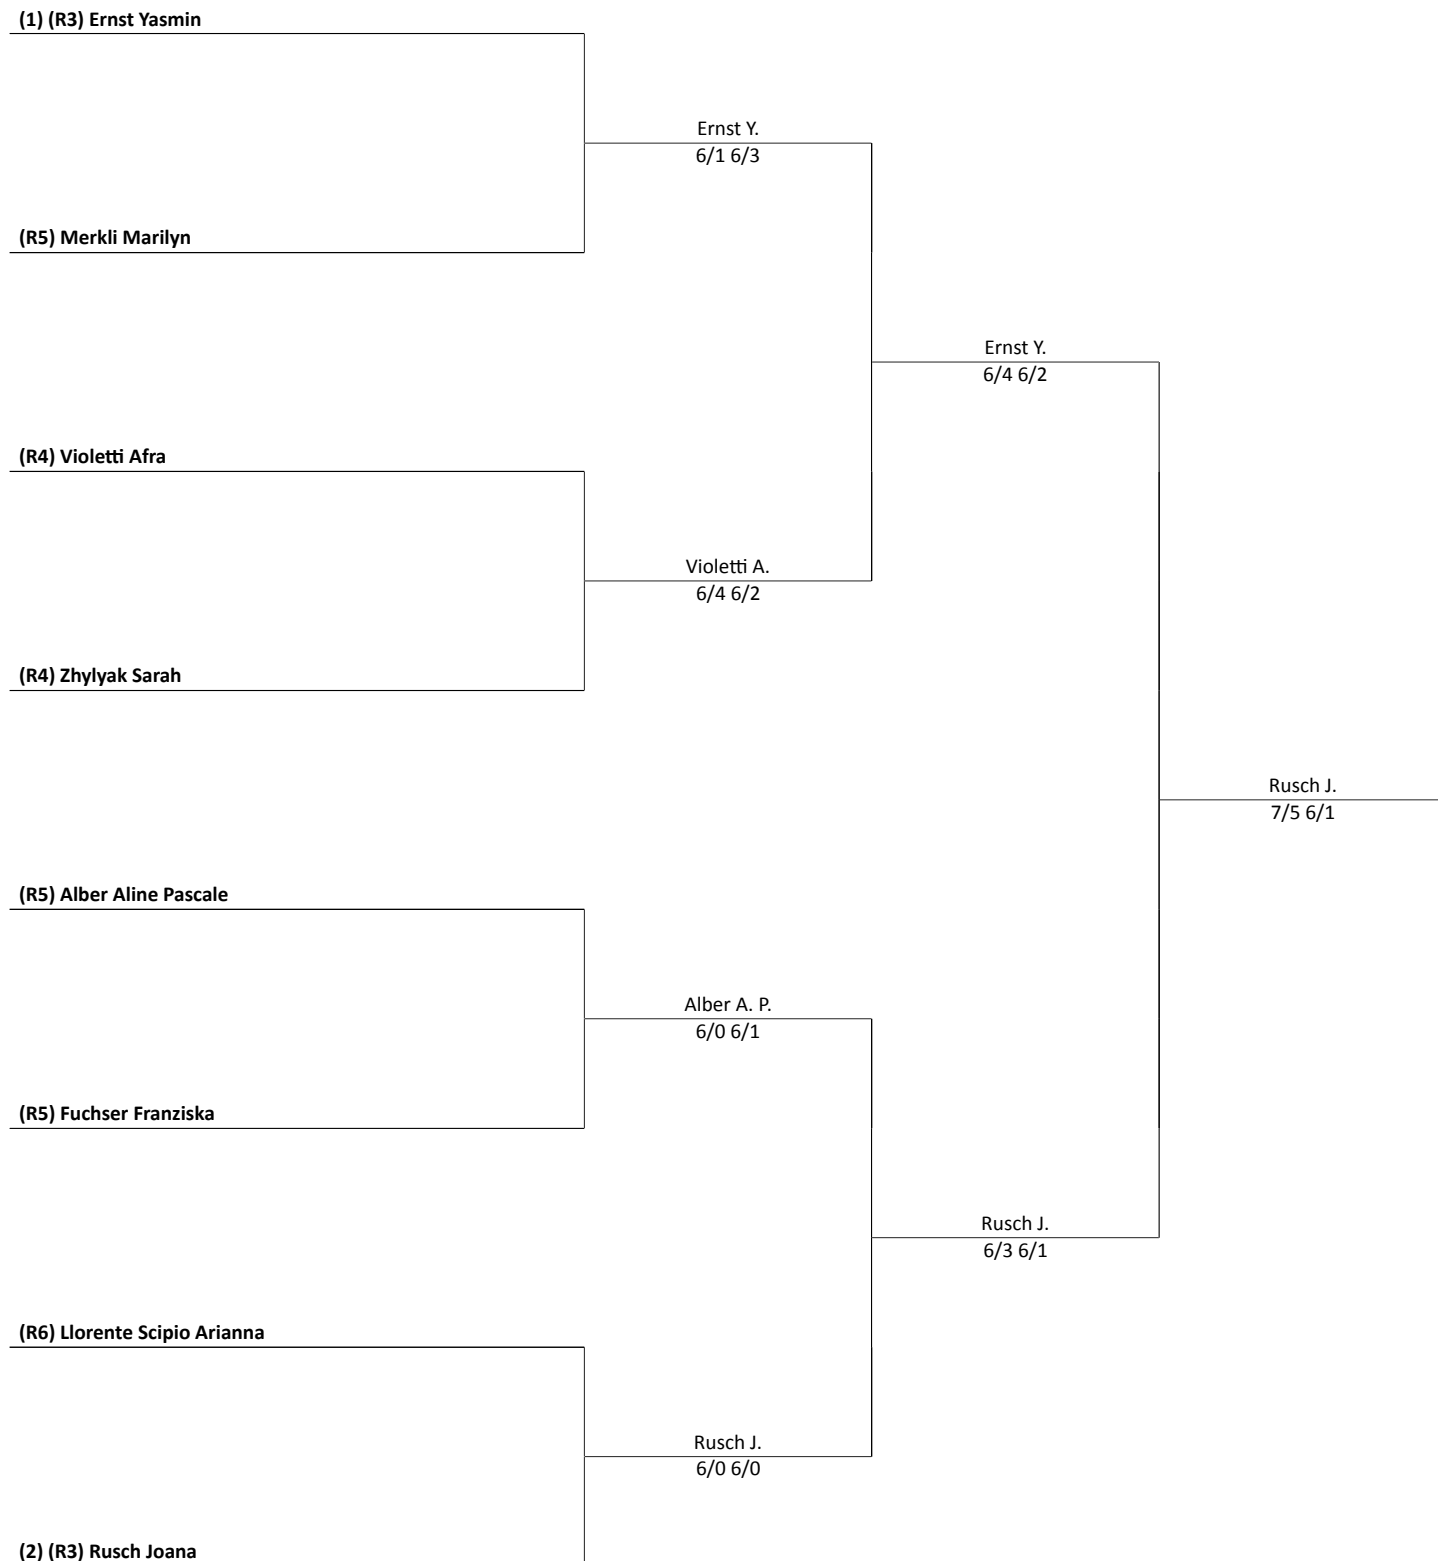 (1) (R3) Ernst Yasmin
Ernst Y.
6/1 6/3
(R5) Merkli Marilyn
Ernst Y.
6/4 6/2
(R4) Violetti Afra
Violetti A.
6/4 6/2
(R4) Zhylyak Sarah
Rusch J.
7/5 6/1
(R5) Alber Aline Pascale
Alber A. P.
6/0 6/1
(R5) Fuchser Franziska
Rusch J.
6/3 6/1
(R6) Llorente Scipio Arianna
Rusch J.
6/0 6/0
(2) (R3) Rusch Joana